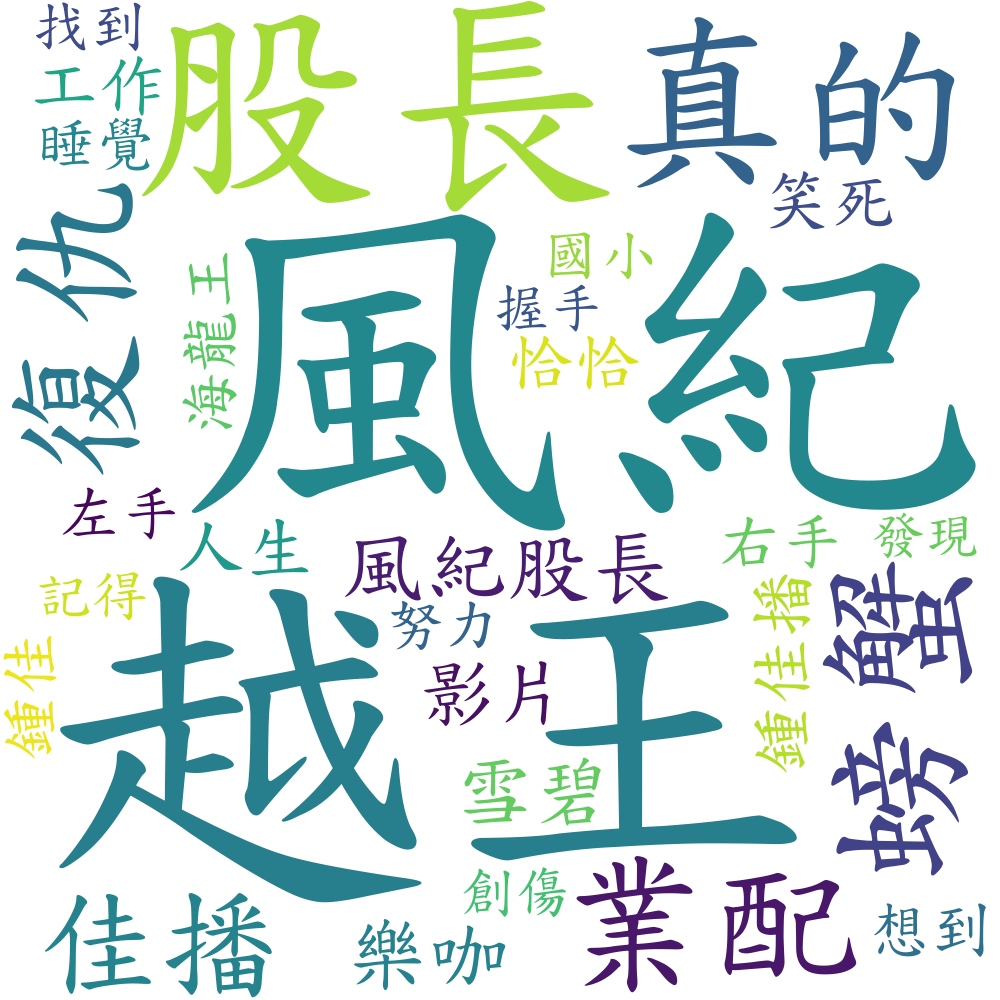 找到
股長
真的
工作
睡覺
笑死
復仇
風紀
國小
海龍王
握手
恰恰
左手
人生
風紀股長
右手
發現
記得
努力
越王
螃蟹
鍾佳
影片
鍾佳播
雪碧
業配
佳播
創傷
樂咖
想到